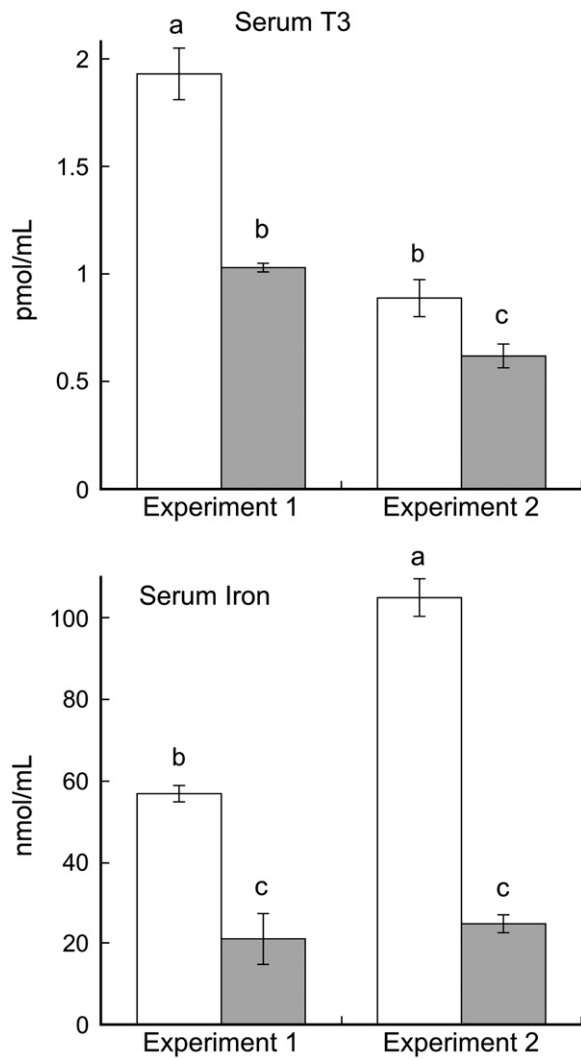 Serum T3
a
2
1.5
b
b
1
c
0.5
0
pmol/mL
Experiment 1 Experiment 2
a
Serum Iron
100
80
b
60
40
c
c
20
0
nmol/mL
Experiment 1 Experiment 2